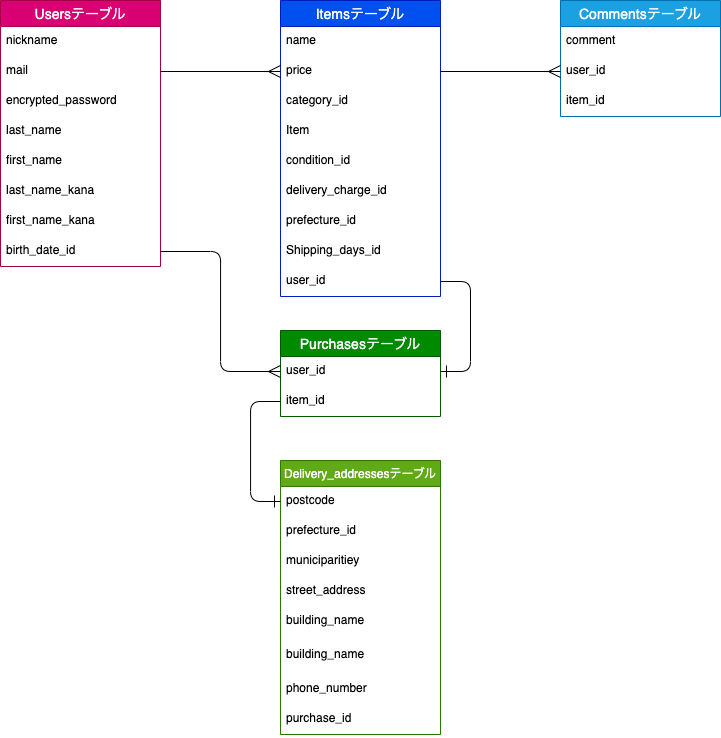 Usersテーブル
nickname
mail
encrypted_password
last_name
first_name
last_name_kana
first_name_kana
birth_date_id
Itemsテーブル
name
price
category_id
Item
condition_id
delivery_charge_id
prefecture_id
Shipping_days_id
user_id
Commentsテーブル
comment
user_id
item_id
Purchasesテーブル
user_id
item_id
Delivery_addressesテーブル
postcode
prefecture_id
municiparitiey
street_address
building_name
building_name
phone_number
purchase_id